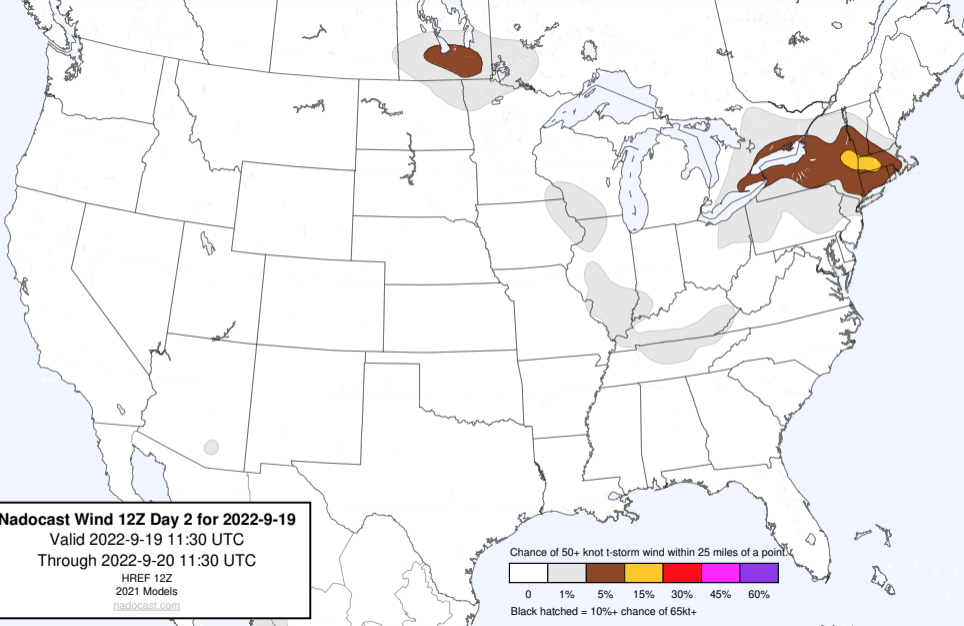 Nadocast Wind 12Z Day 2 for 2022-9-19
Valid 2022-9-19 11:30 UTC
Through 2022-9-20 11:30 UTC
HREF 12Z
2021 Models
nadocast.com
Chance of 50+ knot t-storm wind within 25 miles of a point.
0 1% 5% 15% 30% 45% 60%
Black hatched = 10%+ chance of 65kt+